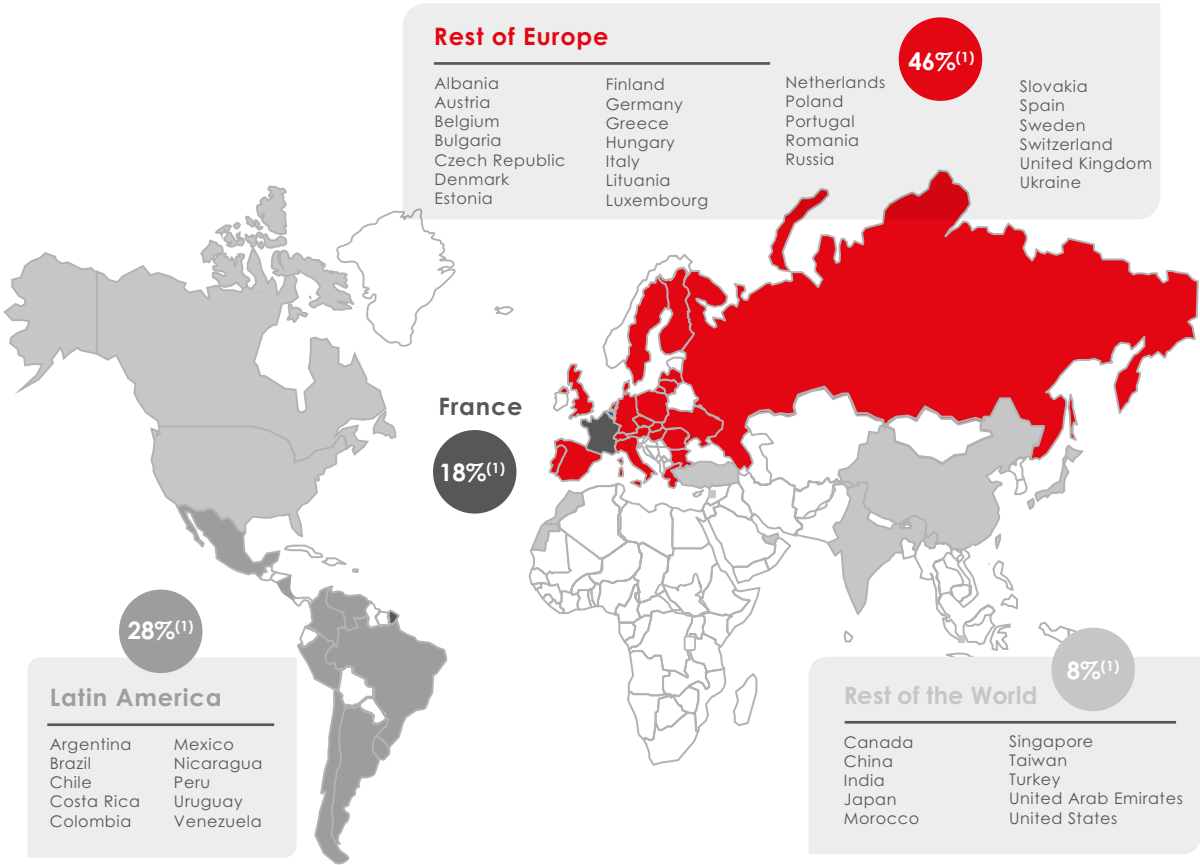 Rest of Europe
46%(1)
Albania
Austria
Belgium
Bulgaria
Czech Republic
Denmark
Estonia
Finland
Germany
Greece
Hungary
Italy
Lituania
Luxembourg
Netherlands
Poland
Portugal
Romania
Russia
Slovakia
Spain
Sweden
Switzerland
United Kingdom
Ukraine
France
18%(1)
28%(1)
Latin America
Argentina
Brazil
Chile
Costa Rica
Colombia
Mexico
Nicaragua
Peru
Uruguay
Venezuela
8%(1)
Rest of the World
Canada
China
India
Japan
Morocco
Singapore
Taiwan
Turkey
United Arab Emirates
United States